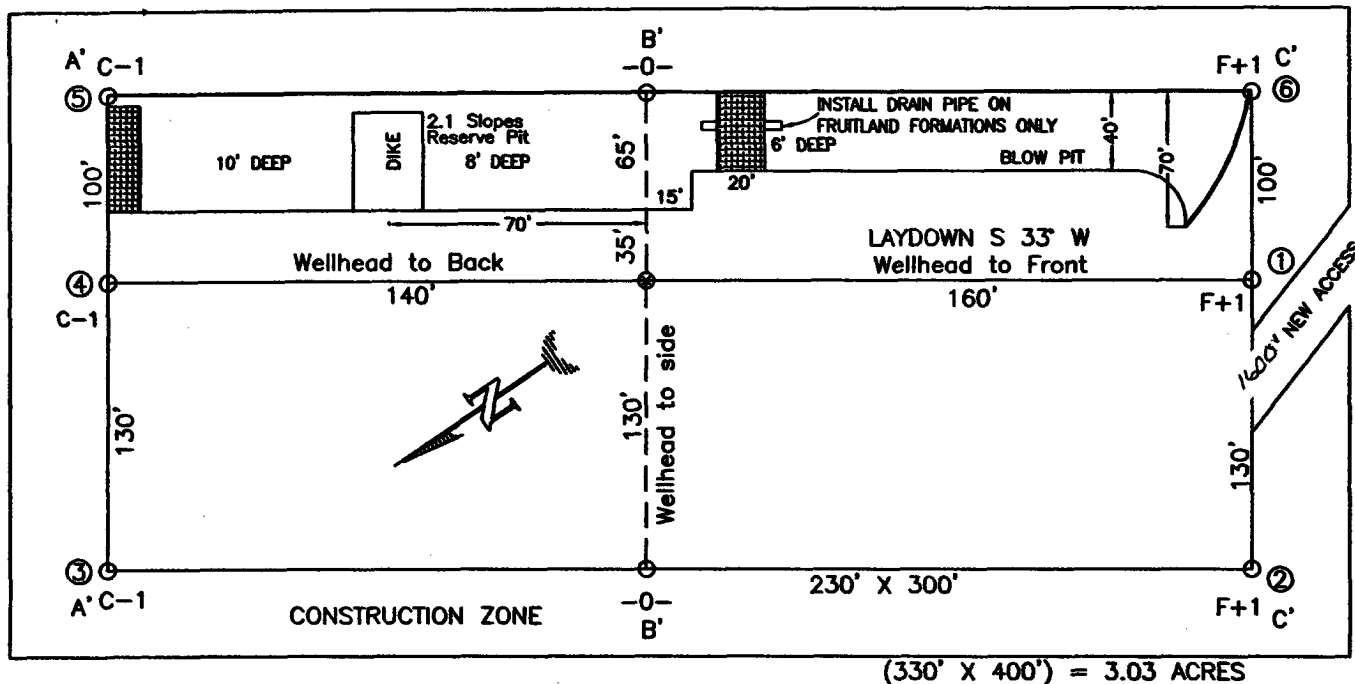 B'
A' C-1 -0- F+1 C'
⑤ ⑥
INSTALL DRAIN PIPE ON
FRUITLAND FORMATIONS ONLY
2.1 Slopes
Reserve Pit
10' DEEP DIKE 8' DEEP 65' 6' DEEP 40' 70'
BLOW PIT
100' 15' 20' 100'
70' 35'
LAYDOWN S 33° W
Wellhead to Back Wellhead to Front
④ ①
140' 160'
C-1 F+1
1600' NEW ACCESS
N
130' 130' Wellhead to side 130'
③ ②
230' X 300'
A' C-1 -0- F+1 C'
CONSTRUCTION ZONE B'
(330' X 400') = 3.03 ACRES